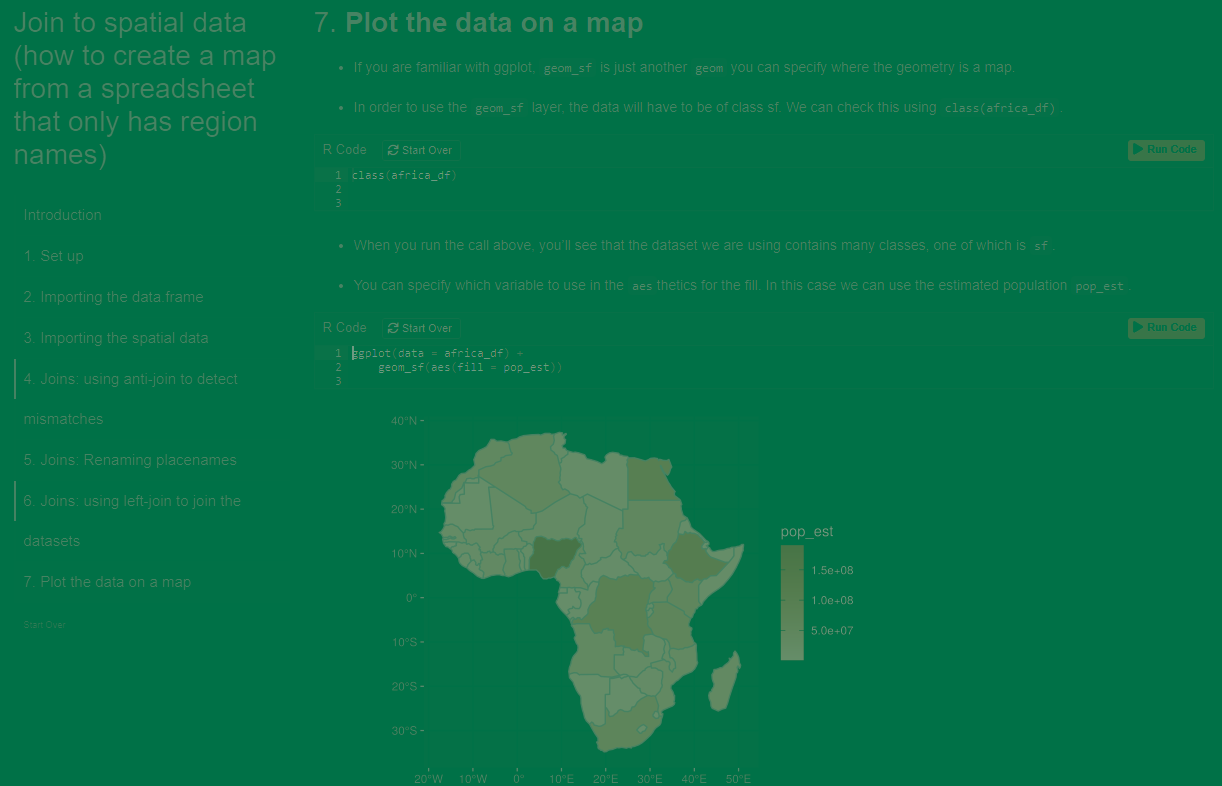 Join to spatial data
(how to create a map
from a spreadsheet
that only has region
names)
Introduction
1. Set up
2. Importing the data.frame
3. Importing the spatial data
4. Joins: using anti-join to detect
mismatches
5. Joins: Renaming placenames
6. Joins: using left-join to join the
datasets
7. Plot the data on a map
Start Over
7. Plot the data on a map
• If you are familiar with ggplot, geom_sf is just another geom you can specify where the geometry is a map.
• In order to use the geom_sf layer, the data will have to be of class sf. We can check this using class(africa_df).
R Code Start Over Run Code
1 class(africa_df)
2
3
• When you run the call above, you'll see that the dataset we are using contains many classes, one of which is sf.
• You can specify which variable to use in the aesthetics for the fill. In this case we can use the estimated population pop_est.
R Code Start Over Run Code
1 ggplot(data = africa_df) +
2 geom_sf(aes(fill = pop_est))
3
40°N
30°N
20°N
10°N
0°
10°S
20°S
30°S
20°W 10°W 0° 10°E 20°E 30°E 40°E 50°E
pop_est
1.5e+08
1.0e+08
5.0e+07